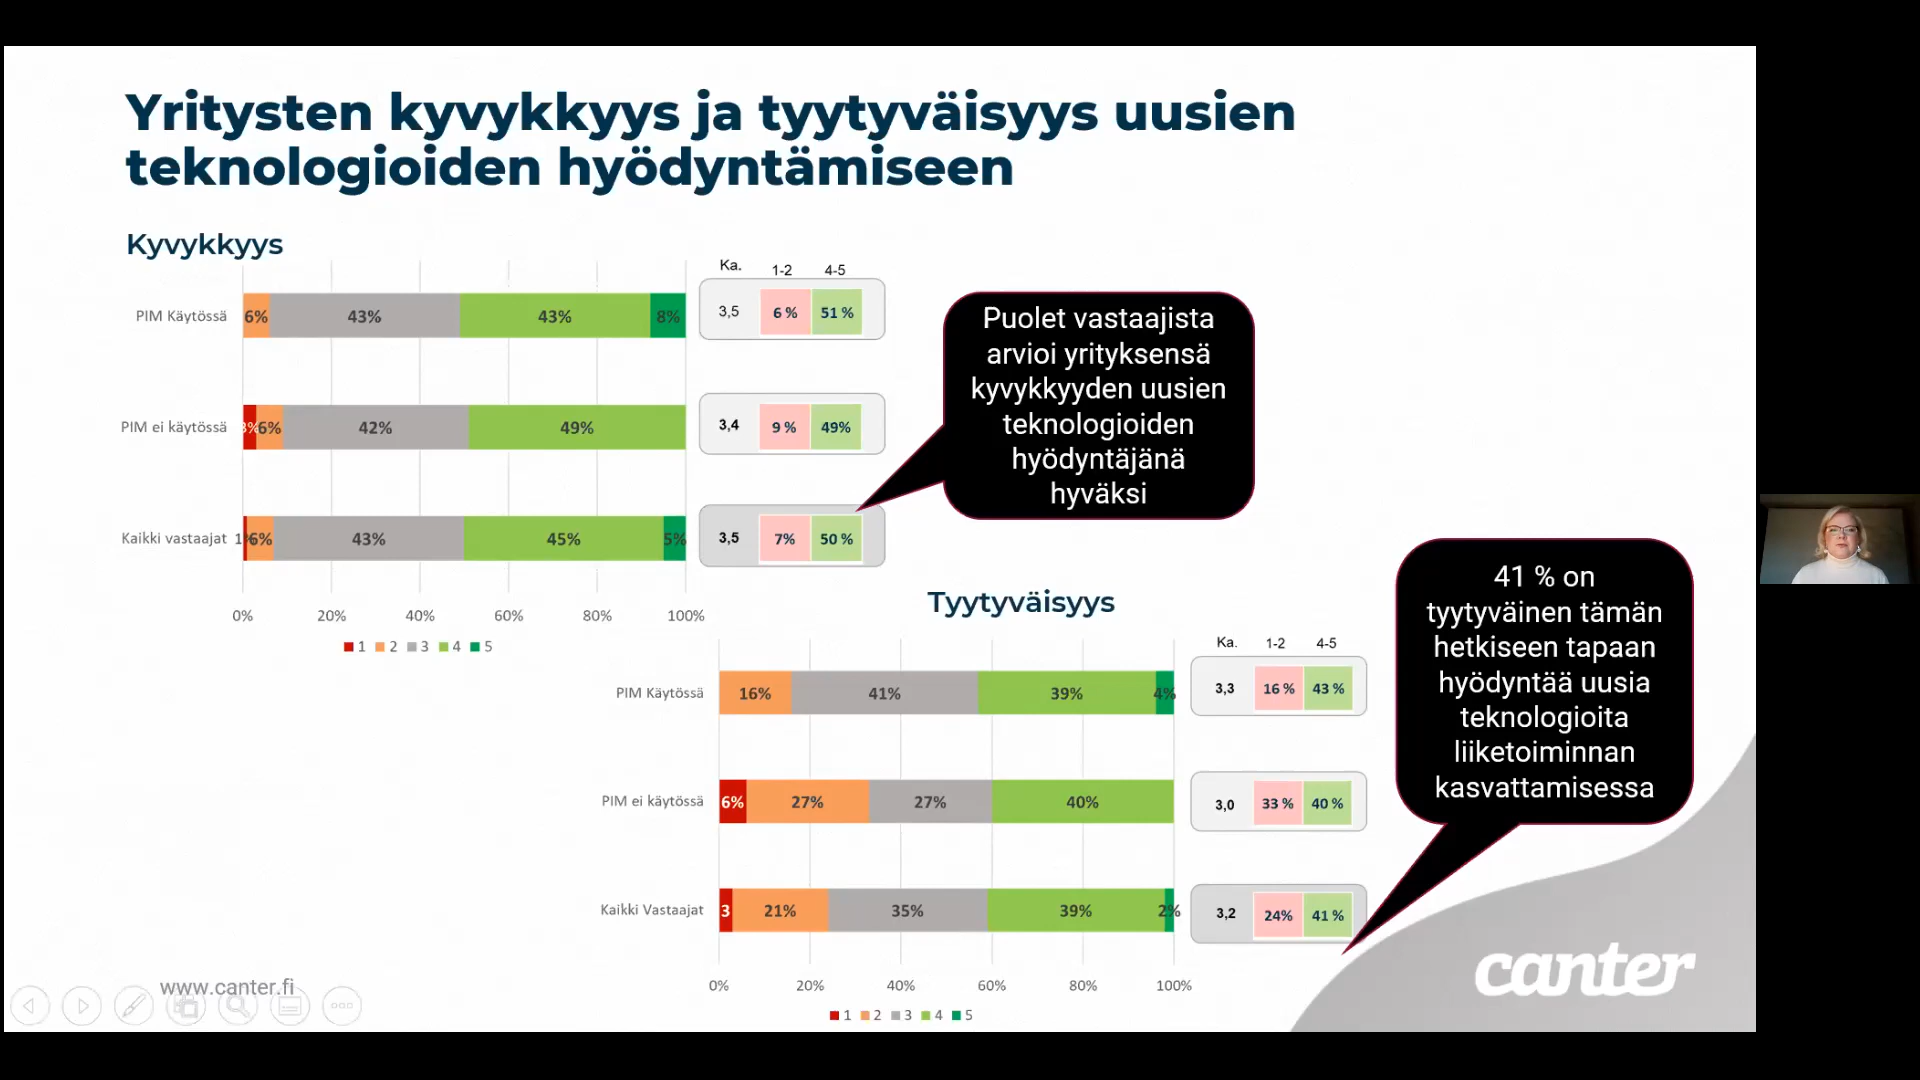 Yritysten kyvykkyys ja tyytyväisyys uusien
teknologioiden hyödyntämiseen
Kyvykkyys
Ka. 1-2 4-5
PIM Käytössä 6% 43% 43% 8% 3,5 6 % 51 %
PIM ei käytössä 3% 6% 42% 49% 3,4 9 % 49%
Kaikki vastaajat 1% 6% 43% 45% 5% 3,5 7% 50 %
0% 20% 40% 60% 80% 100%
1 2 3 4 5
Puolet vastaajista
arvioi yrityksensä
kyvykkyyden uusien
teknologioiden
hyödyntäjänä
hyväksi
Tyytyväisyys
Ka. 1-2 4-5
PIM Käytössä 16% 41% 39% 4% 3,3 16 % 43 %
PIM ei käytössä 6% 27% 27% 40% 3,0 33 % 40 %
Kaikki Vastaajat 3 21% 35% 39% 2% 3,2 24% 41 %
0% 20% 40% 60% 80% 100%
1 2 3 4 5
41 % on
tyytyväinen tämän
hetkiseen tapaan
hyödyntää uusia
teknologioita
liiketoiminnan
kasvattamisessa
www.canter.fi
canter